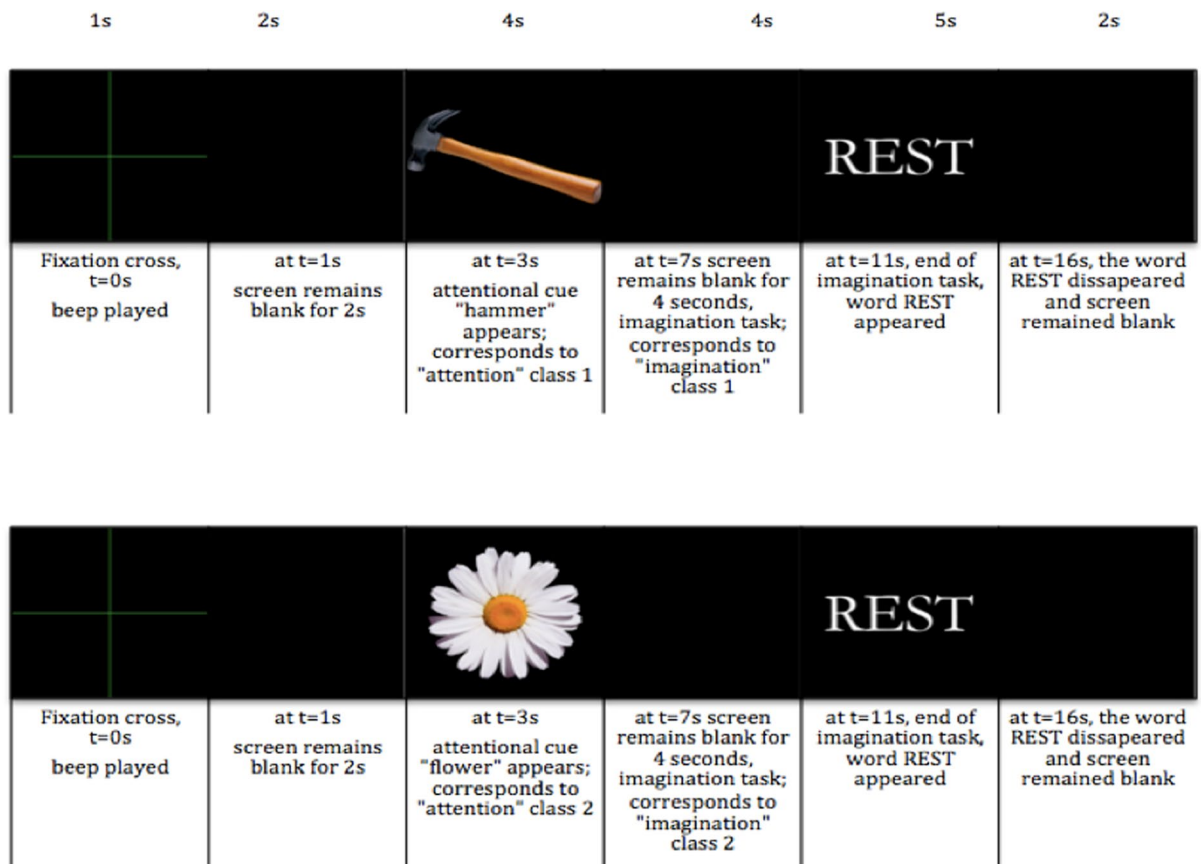 1s 2s 4s 4s 5s 2s
REST
Fixation cross,
t=0s
beep played
at t=1s
screen remains
blank for 2s
at t=3s
attentional cue
"hammer"
appears;
corresponds to
"attention" class 1
at t=7s screen
remains blank for
4 seconds,
imagination task;
corresponds to
"imagination"
class 1
at t=11s, end of
imagination task,
word REST
appeared
at t=16s, the word
REST dissapeared
and screen
remained blank
REST
Fixation cross,
t=0s
beep played
at t=1s
screen remains
blank for 2s
at t=3s
attentional cue
"flower" appears;
corresponds to
"attention" class 2
at t=7s screen
remains blank for
4 seconds,
imagination task;
corresponds to
"imagination"
class 2
at t=11s, end of
imagination task,
word REST
appeared
at t=16s, the word
REST dissapeared
and screen
remained blank